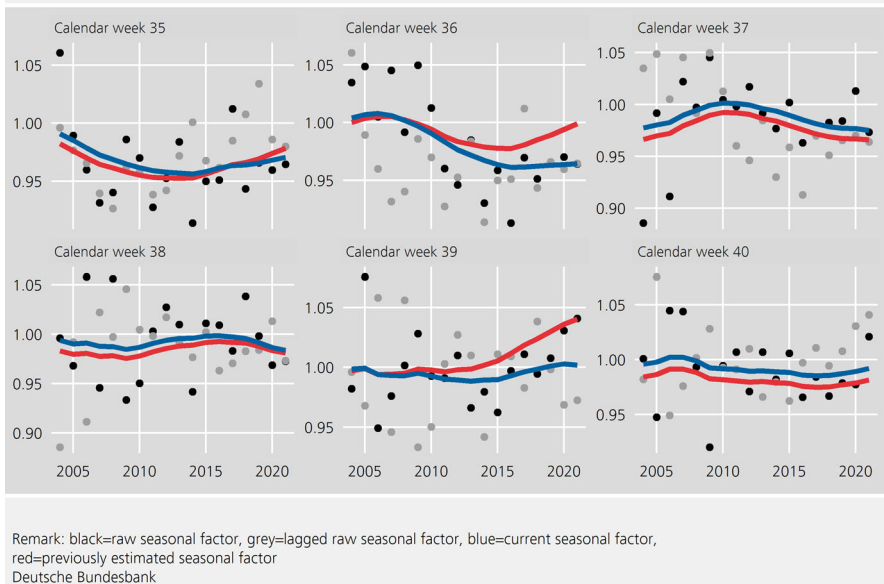 Calendar week 35
Calendar week 36
Calendar week 37
1.05
1.00
0.95
1.05
1.00
0.95
1.05
1.00
0.95
0.90
Calendar week 38
Calendar week 39
Calendar week 40
1.05
1.00
0.95
0.90
1.05
1.00
0.95
1.05
1.00
0.95
2005 2010 2015 2020
2005 2010 2015 2020
2005 2010 2015 2020
Remark: black=raw seasonal factor, grey=lagged raw seasonal factor, blue=current seasonal factor,
red=previously estimated seasonal factor
Deutsche Bundesbank